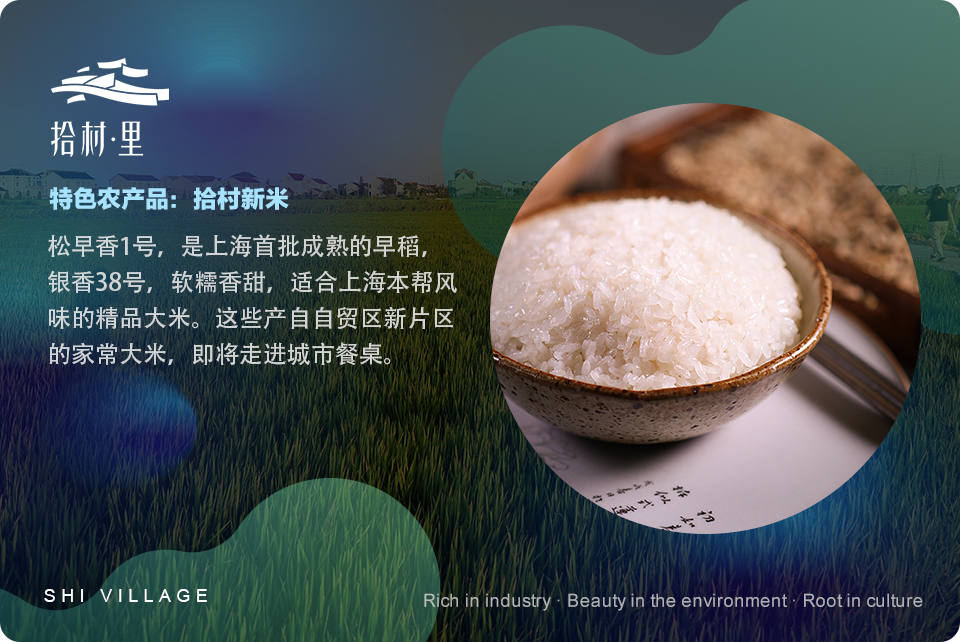 拾村·里
特色农产品：拾村新米
松早香1号，是上海首批成熟的早稻，
银香38号，软糯香甜，适合上海本帮风
味的精品大米。这些产自自贸区新片区
的家常大米，即将走进城市餐桌。
SHI VILLAGE
Rich in industry · Beauty in the environment · Root in culture